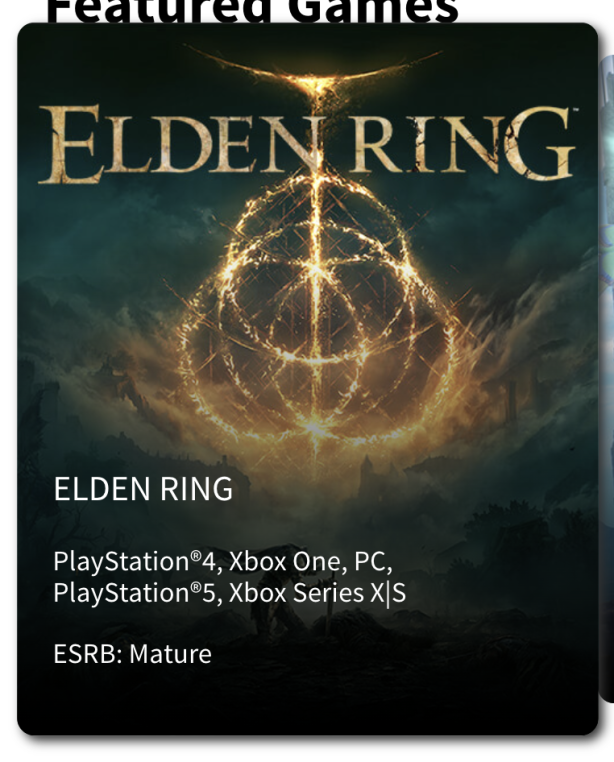 Featured Games
ELDEN RING™
ELDEN RING
PlayStation®4, Xbox One, PC,
PlayStation®5, Xbox Series X|S
ESRB: Mature